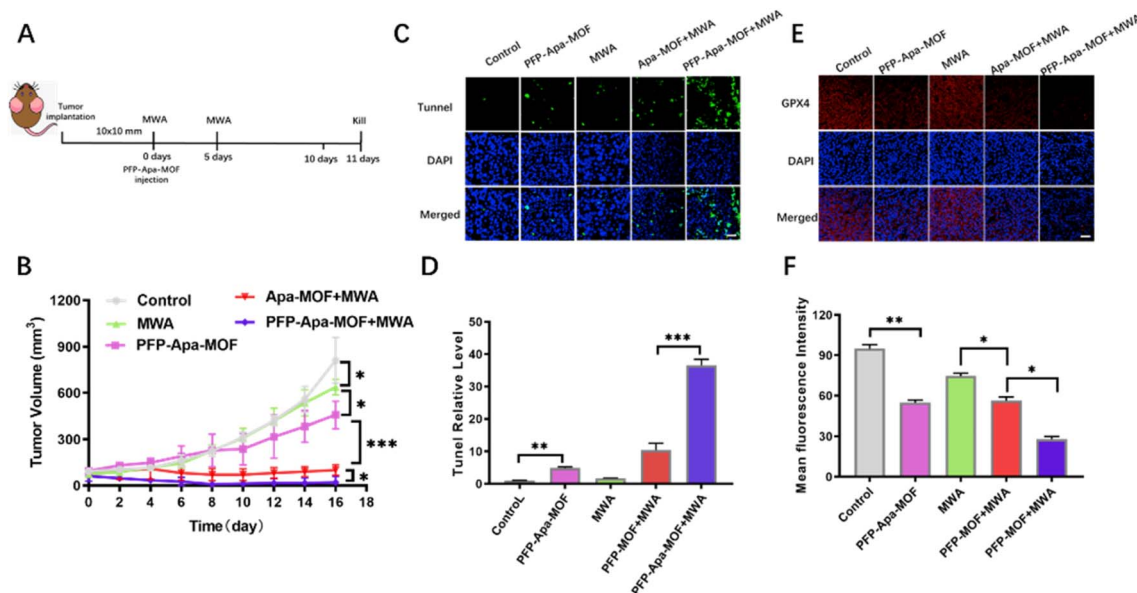 A
Tumor
implantation
10x10 mm
MWA
MWA
Kill
0 days
5 days
10 days
11 days
PFP-Apa-MOF
injection
B
Control
MWA
PFP-Apa-MOF
Apa-MOF+MWA
PFP-Apa-MOF+MWA
Tumor Volume (mm³)
1200
900
600
300
0
*
*
***
*
0 2 4 6 8 10 12 14 16 18
Time(day)
C
Control
PFP-Apa-MOF
MWA
Apa-MOF+MWA
PFP-Apa-MOF+MWA
Tunnel
DAPI
Merged
D
Tunel Relative Level
50
40
30
20
10
0
**
***
ControL
PFP-Apa-MOF
MWA
PFP-MOF+MWA
PFP-Apa-MOF+MWA
E
Control
PFP-Apa-MOF
MWA
Apa-MOF+MWA
PFP-Apa-MOF+MWA
GPX4
DAPI
Merged
F
Mean fluorescence Intensity
120
90
60
30
0
**
*
*
Control
PFP-Apa-MOF
MWA
PFP-MOF+MWA
PFP-MOF+MWA